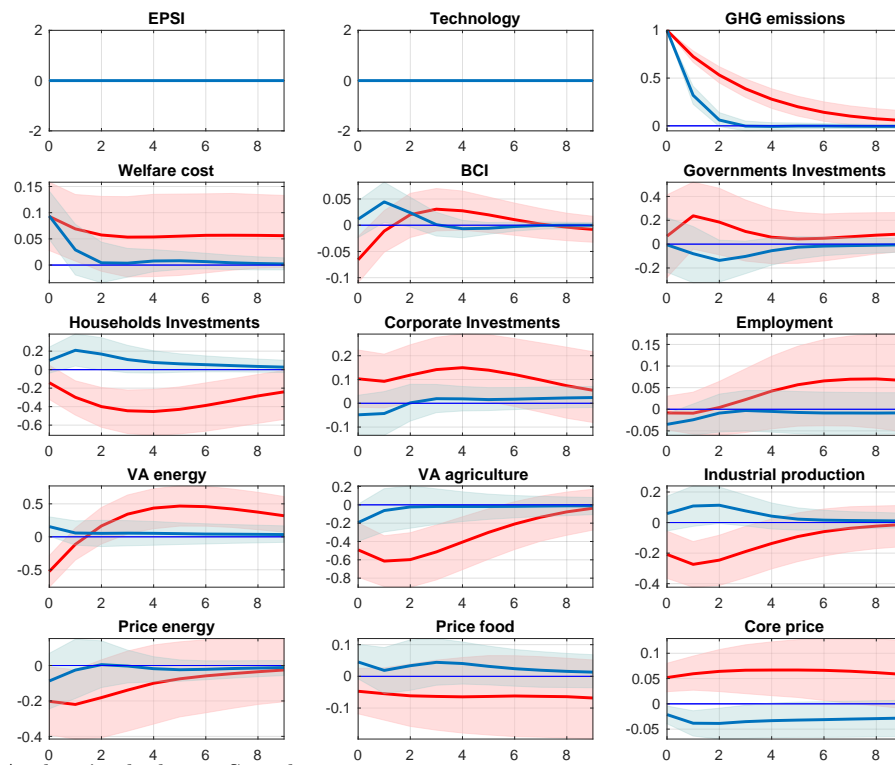 EPSI Technology GHG emissions
2 2 1
0 0 0.5
-2 -2 0
0 2 4 6 8 0 2 4 6 8 0 2 4 6 8
Welfare cost BCI Governments Investments
0.15 0.05 0.4
0.1 0 0.2
0.05 -0.05 0
0 -0.1 -0.2
0 2 4 6 8 0 2 4 6 8 0 2 4 6 8
Households Investments Corporate Investments Employment
0.2 0.2 0.15
0 0.1 0.1
-0.2 0 0.05
-0.4 -0.1 0
-0.6 -0.05
0 2 4 6 8 0 2 4 6 8 0 2 4 6 8
VA energy VA agriculture Industrial production
0.5 0.2 0.2
0 0 0
-0.5 -0.2 -0.2
-0.4 -0.4
-0.6
-0.8
0 2 4 6 8 0 2 4 6 8 0 2 4 6 8
Price energy Price food Core price
0 0.1 0.1
-0.2 0 0.05
-0.4 -0.1 0
-0.05
0 2 4 6 8 0 2 4 6 8 0 2 4 6 8